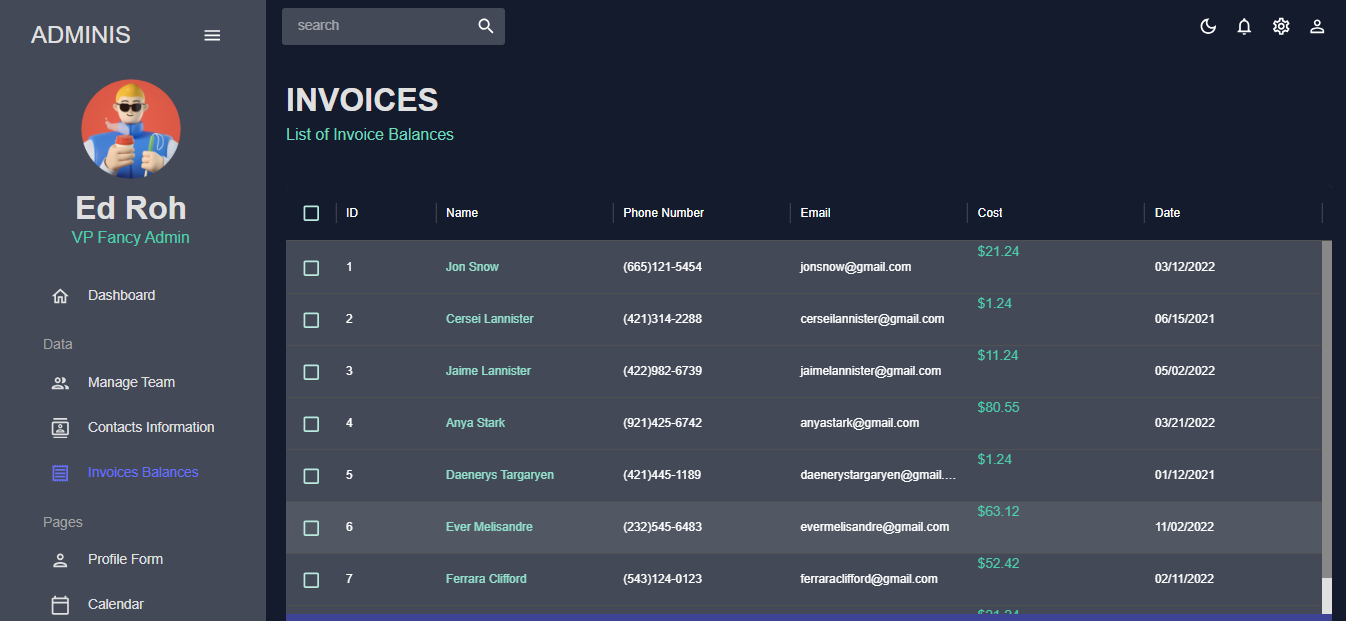 ADMINIS
search
Ed Roh
VP Fancy Admin
Dashboard
Data
Manage Team
Contacts Information
Invoices Balances
Pages
Profile Form
Calendar
INVOICES
List of Invoice Balances
ID Name Phone Number Email Cost Date
1 Jon Snow (665)121-5454 jonsnow@gmail.com $21.24 03/12/2022
2 Cersei Lannister (421)314-2288 cerseilannister@gmail.com $1.24 06/15/2021
3 Jaime Lannister (422)982-6739 jaimelannister@gmail.com $11.24 05/02/2022
4 Anya Stark (921)425-6742 anyastark@gmail.com $80.55 03/21/2022
5 Daenerys Targaryen (421)445-1189 daenerystargaryen@gmail.... $1.24 01/12/2021
6 Ever Melisandre (232)545-6483 evermelisandre@gmail.com $63.12 11/02/2022
7 Ferrara Clifford (543)124-0123 ferraraclifford@gmail.com $52.42 02/11/2022